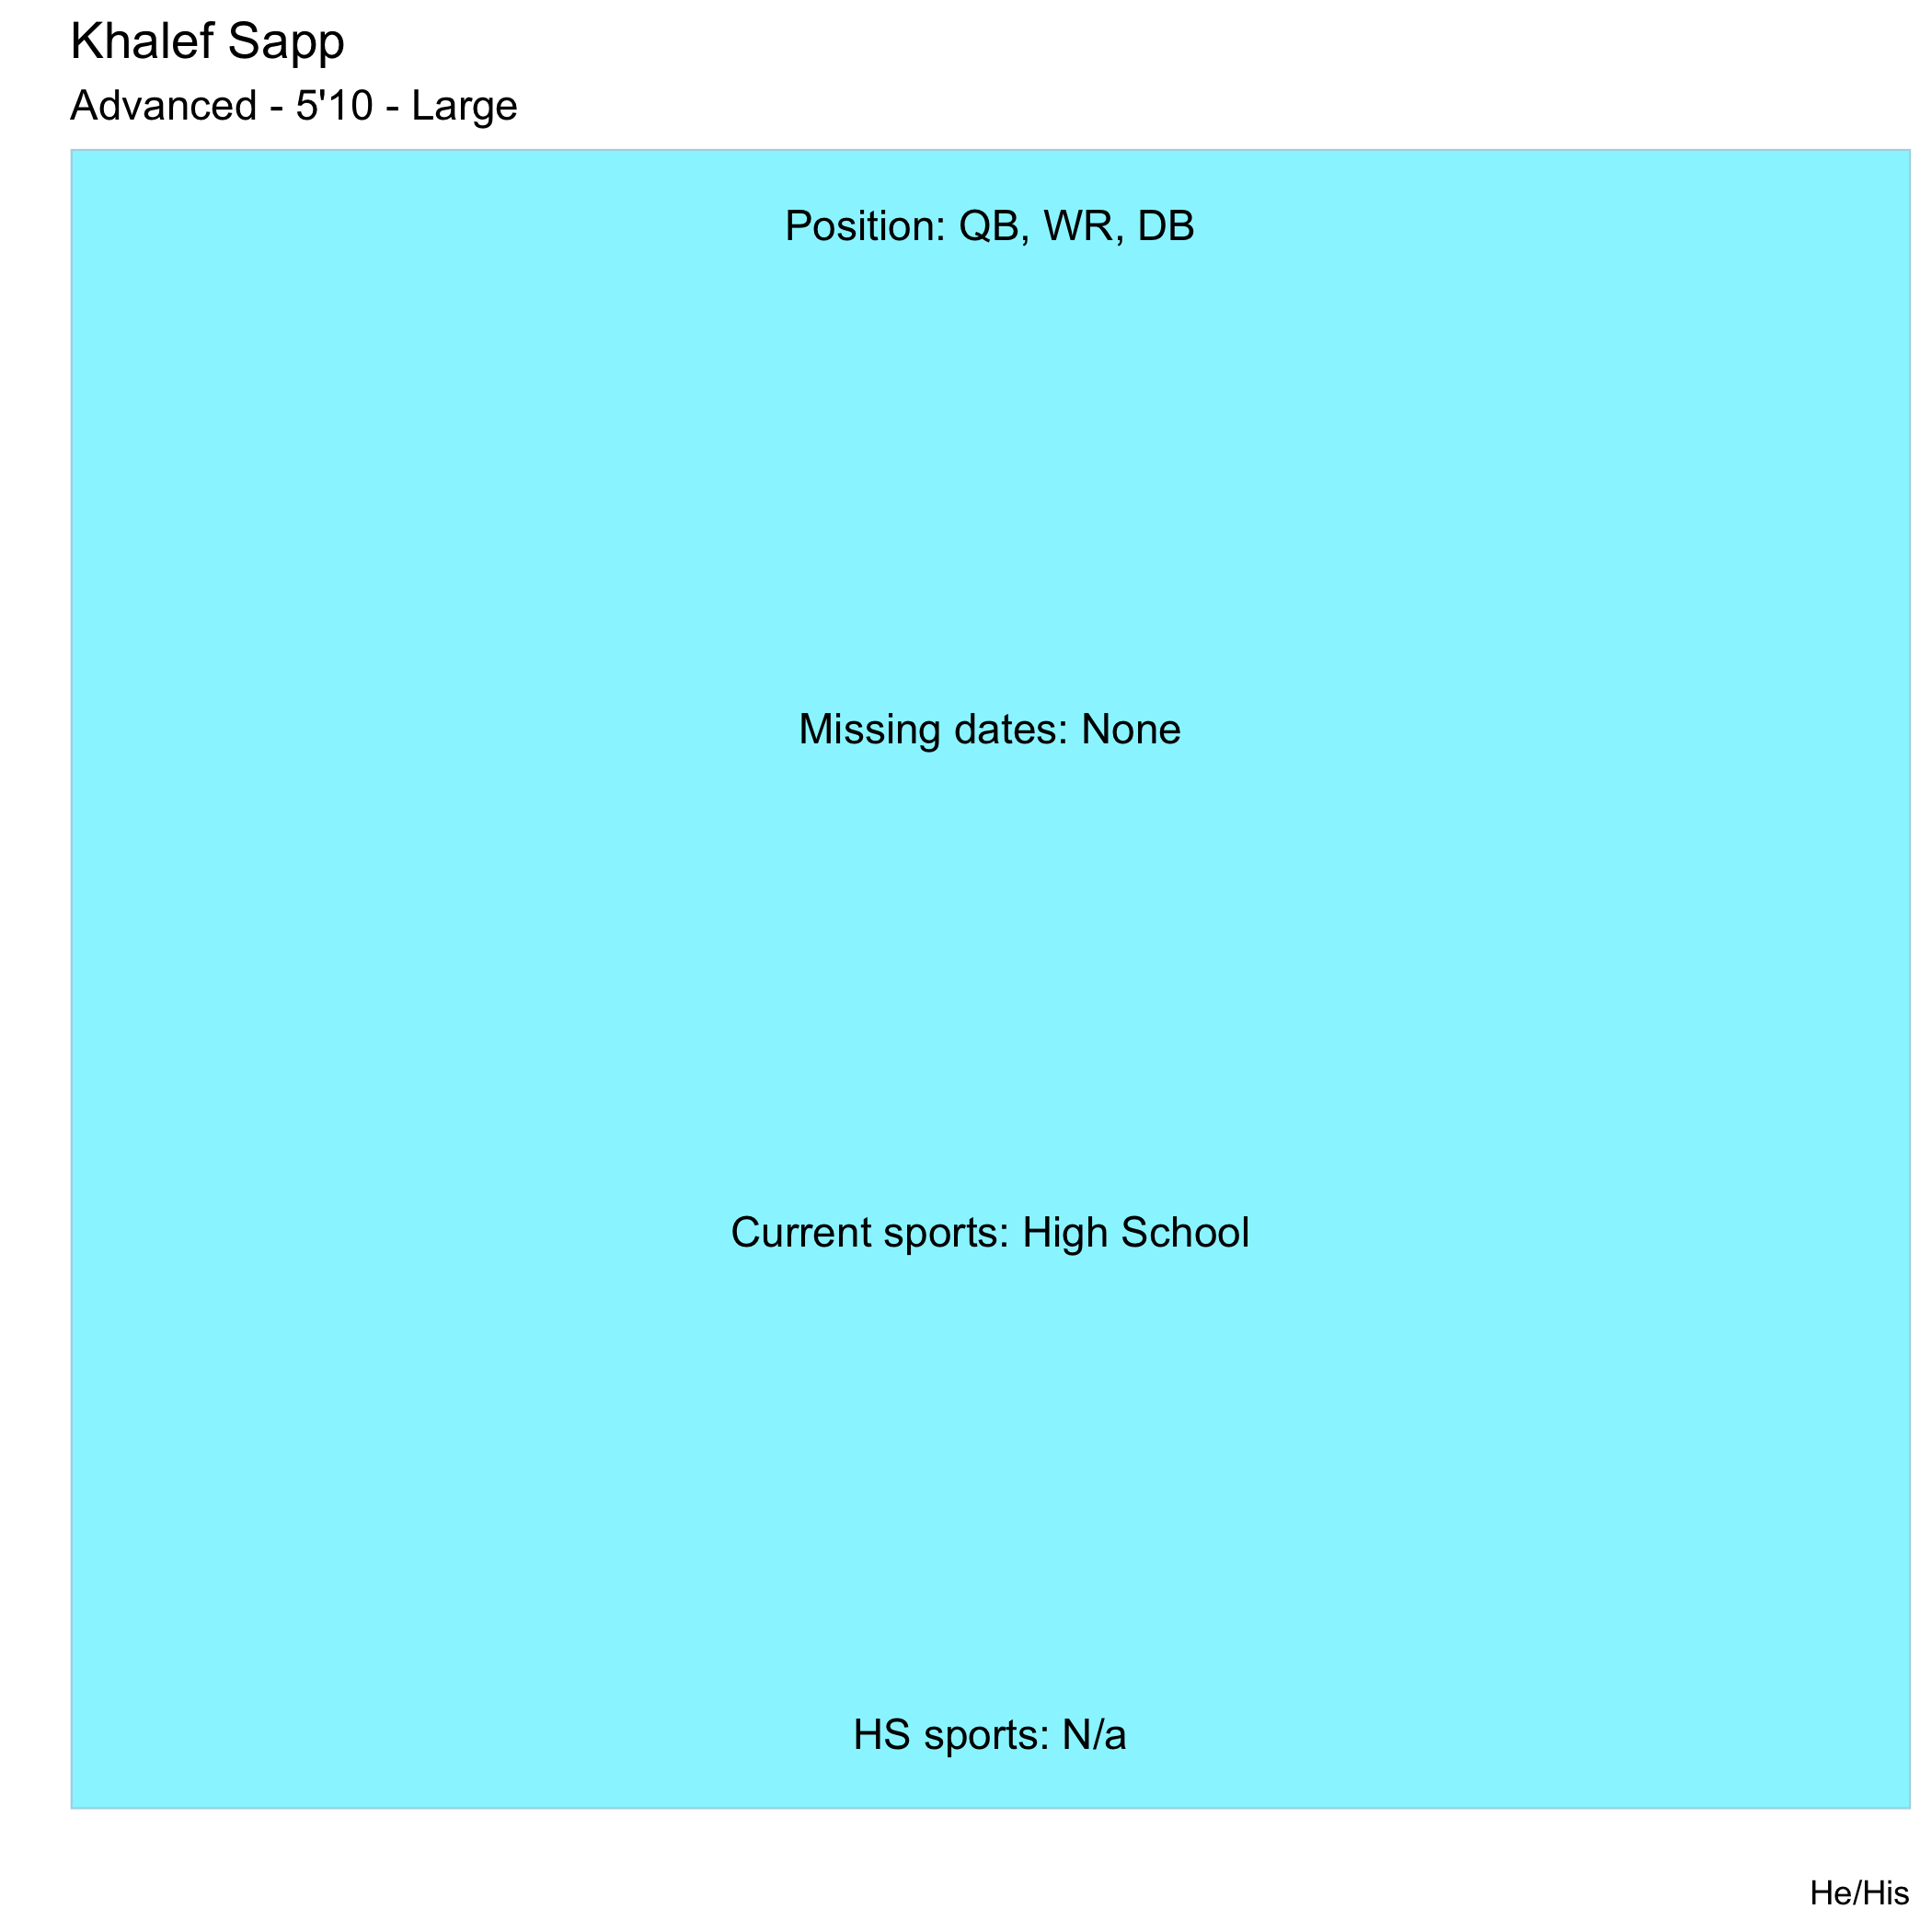 Khalef Sapp
Advanced - 5'10 - Large
Position: QB, WR, DB
Missing dates: None
Current sports: High School
HS sports: N/a
He/His